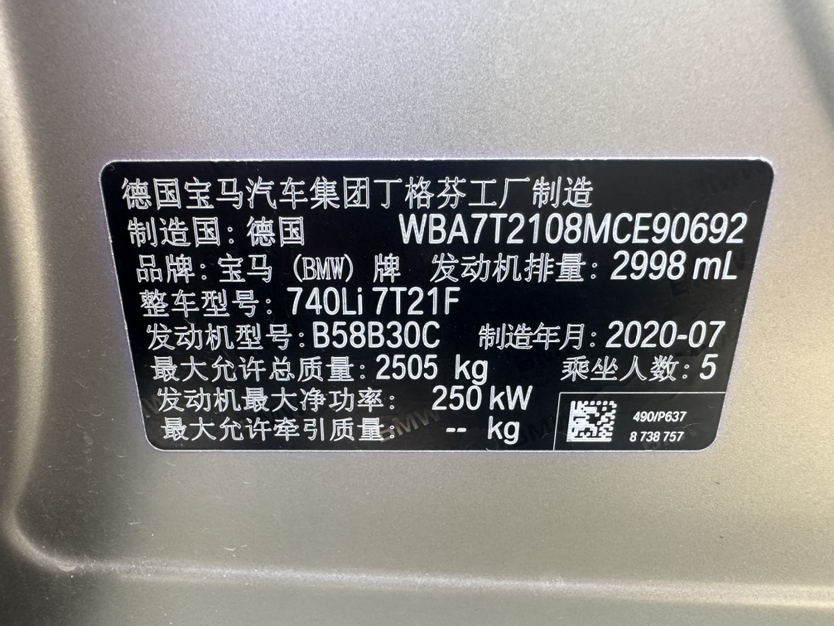 德国宝马汽车集团丁格芬工厂制造
制造国：德国 WBA7T2108MCE90692
品牌：宝马 (BMW) 牌 发动机排量：2998 mL
整车型号：740Li 7T21F
发动机型号：B58B30C 制造年月：2020-07
最大允许总质量：2505 kg 乘坐人数：5
发动机最大净功率： 250 kW
最大允许牵引质量： -- kg
490/P637
8 738 757